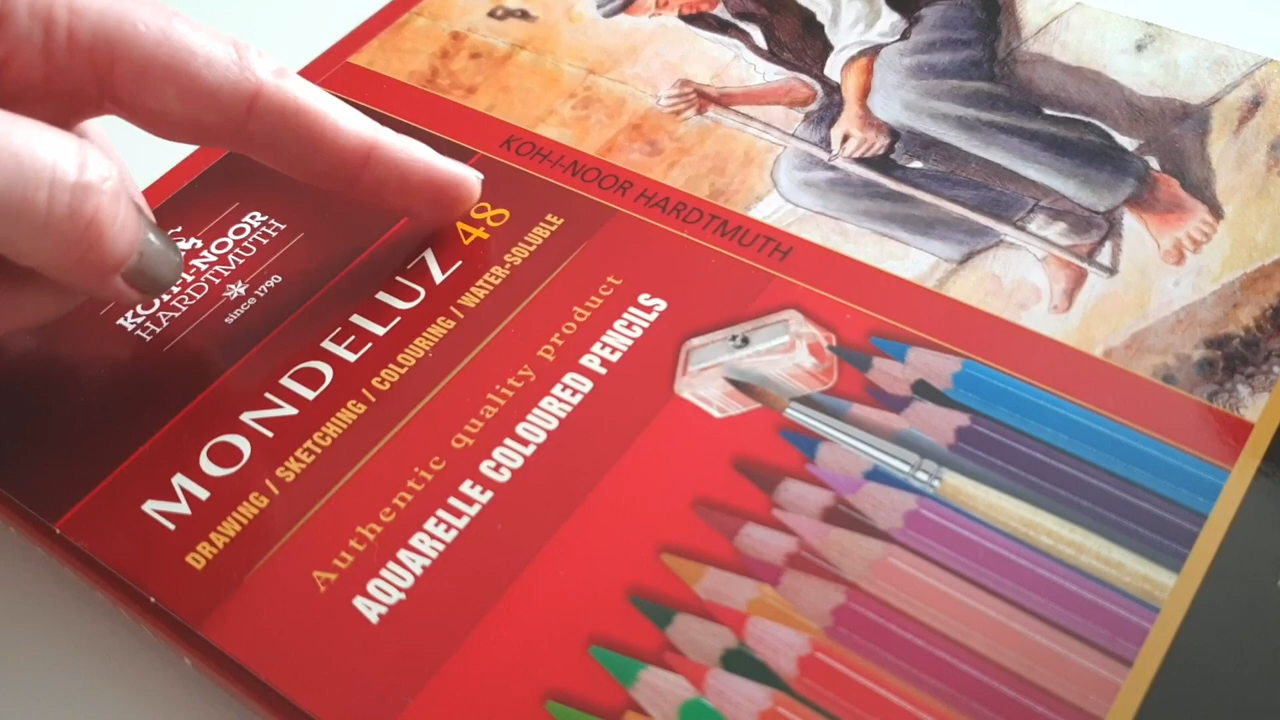 KOH-I-NOOR
HARDTMUTH
since 1790
MONDELUZ 48
DRAWING / SKETCHING / COLOURING / WATER-SOLUBLE
Authentic quality product
AQUARELLE COLOURED PENCILS
KOH-I-NOOR HARDTMUTH